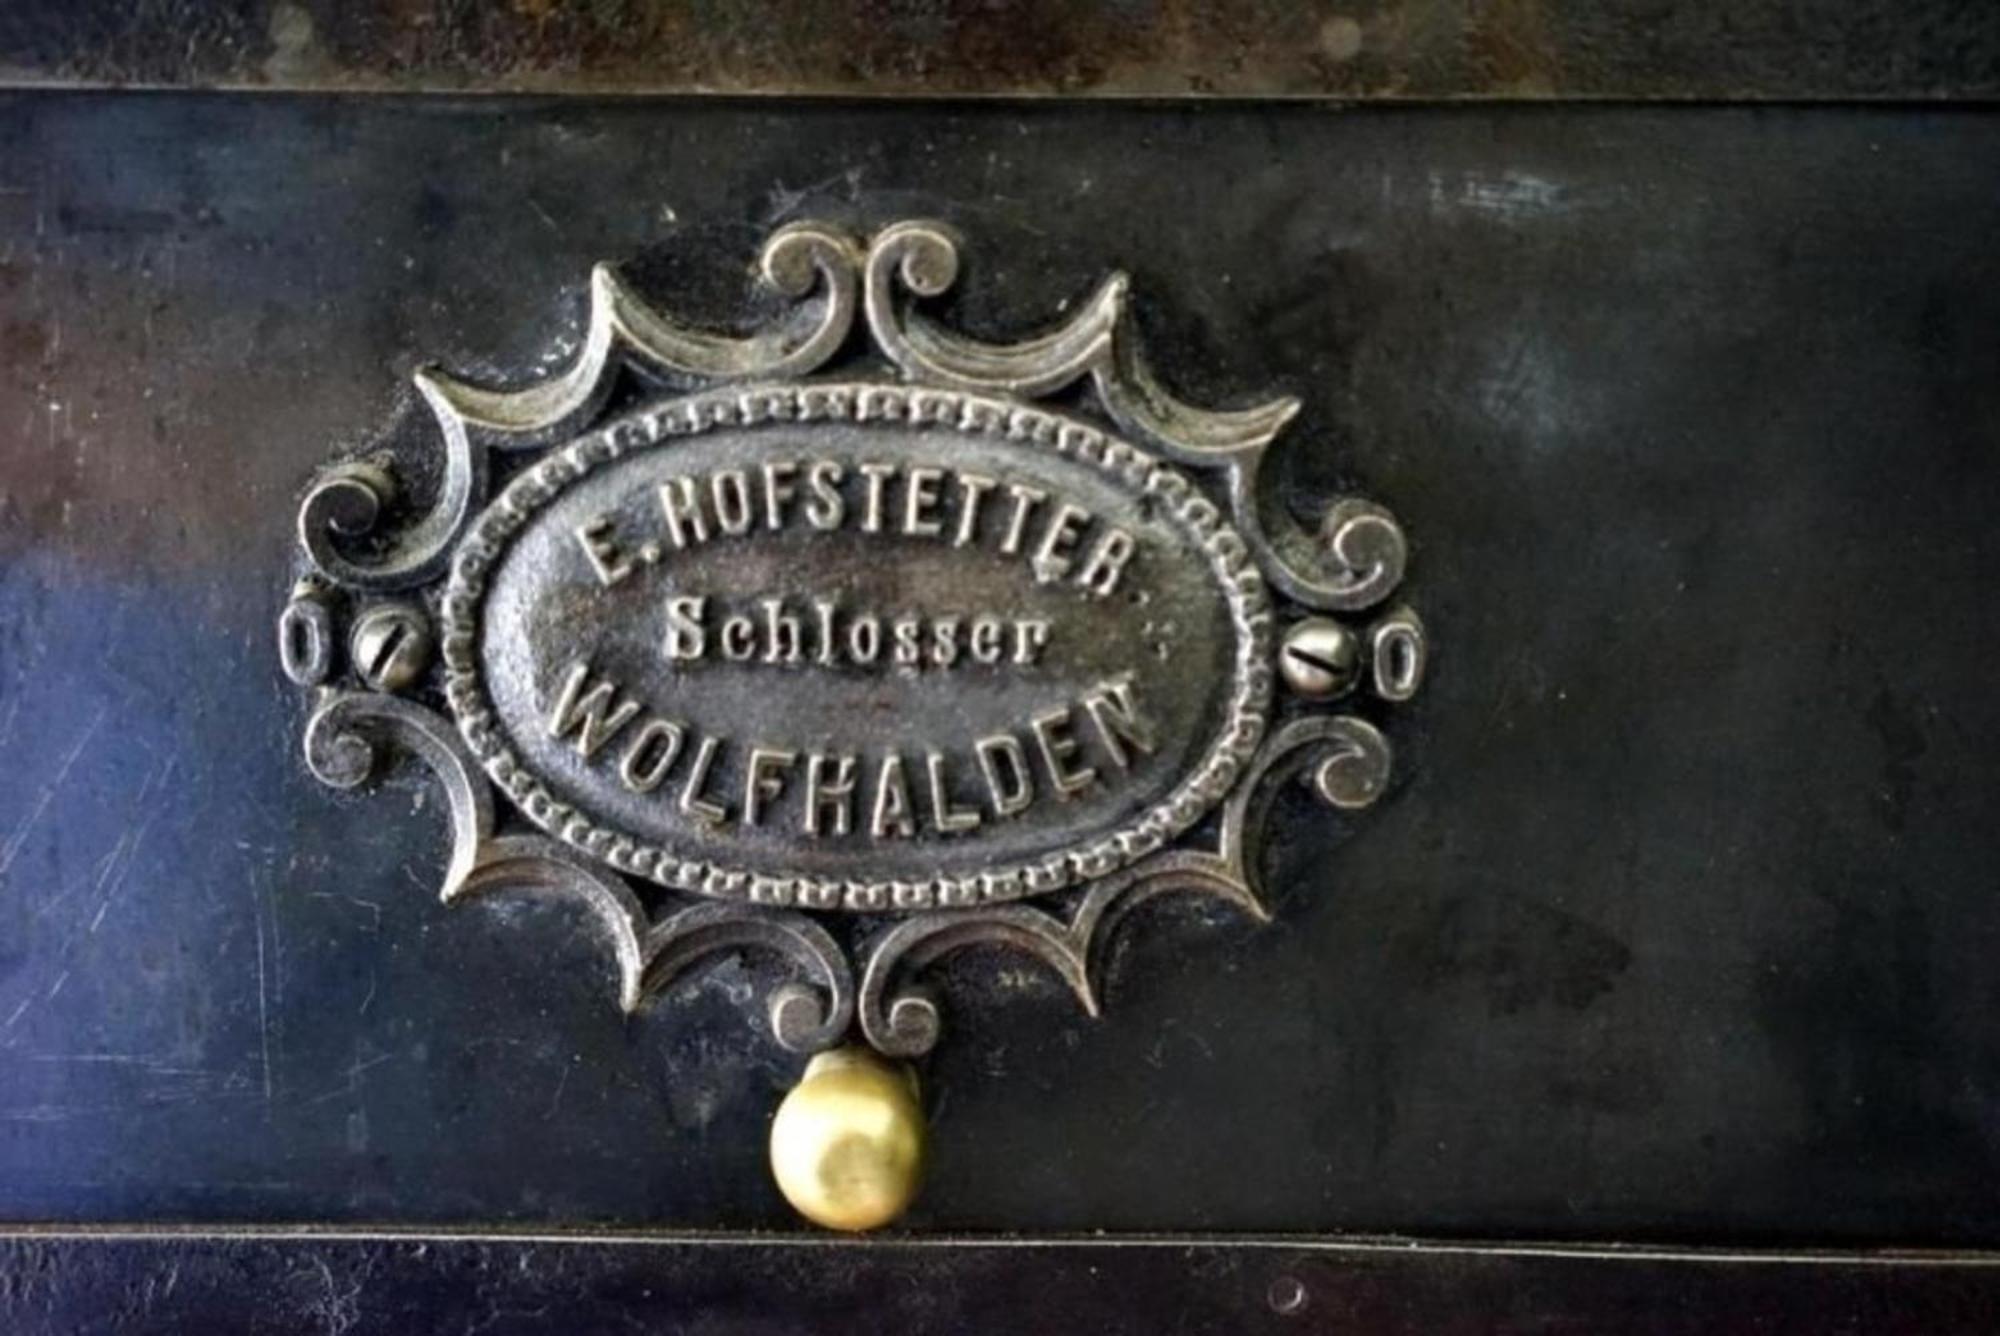 E. HOFSTETTER
Schlosser
WOLFHALDEN